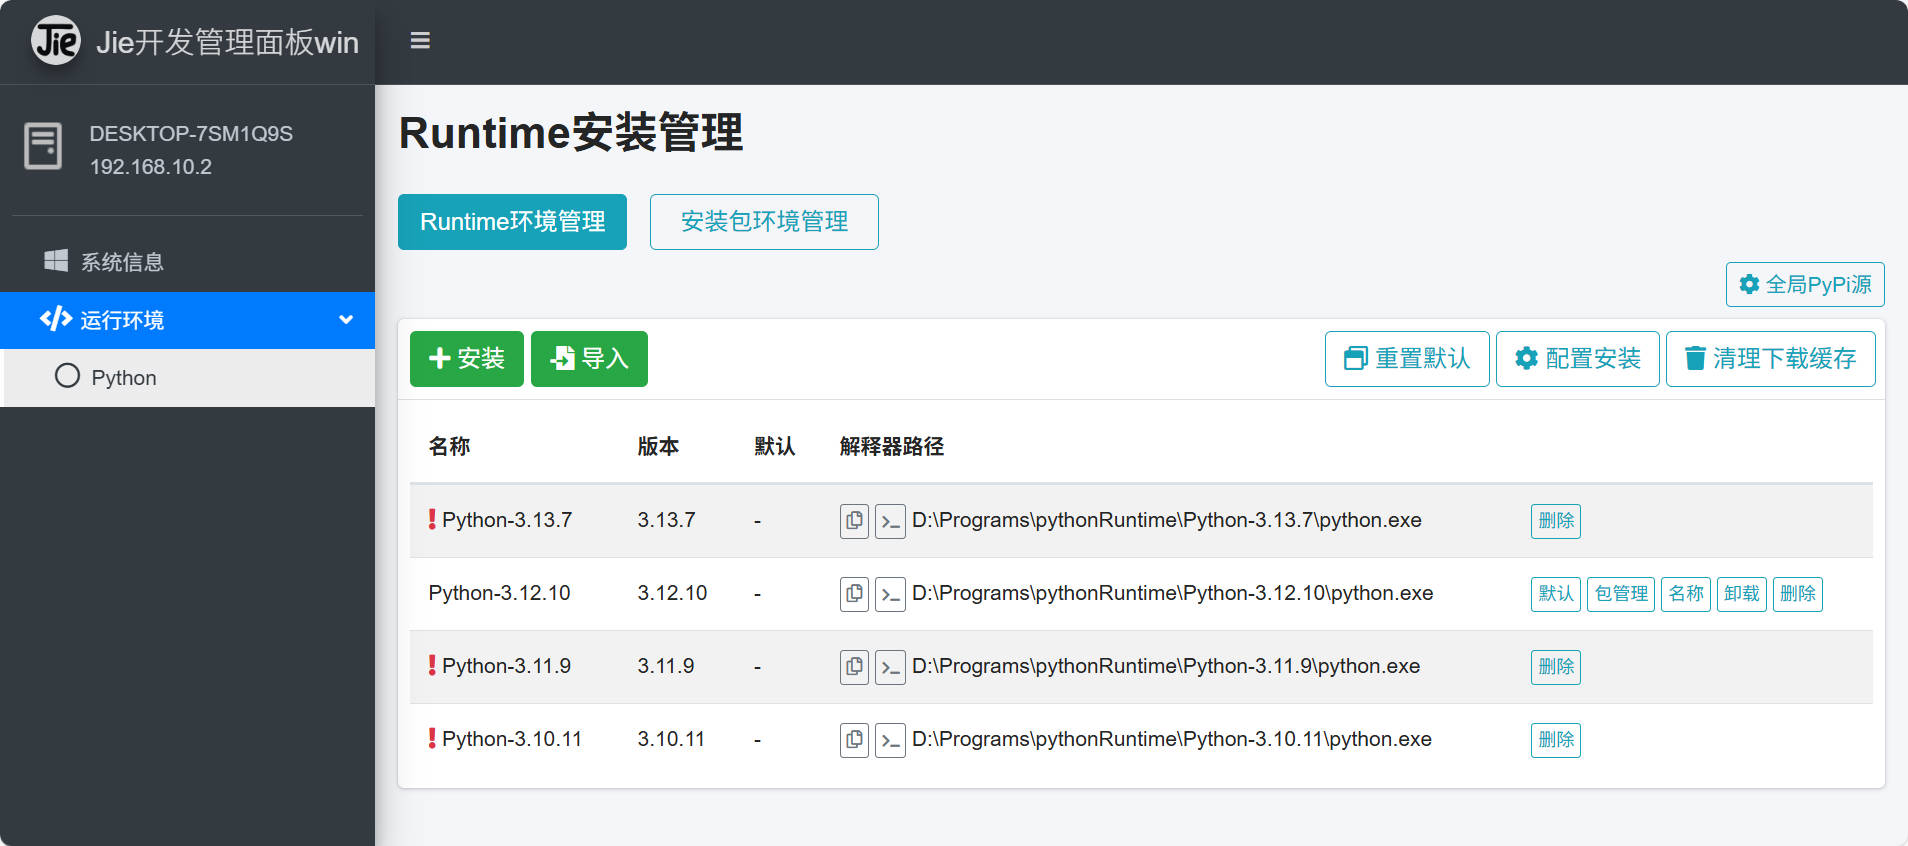 Jie Jie开发管理面板win
DESKTOP-7SM1Q9S
192.168.10.2
系统信息
运行环境
Python
Runtime安装管理
Runtime环境管理 安装包环境管理
全局PyPi源
安装 导入 重置默认 配置安装 清理下载缓存
名称 版本 默认 解释器路径
Python-3.13.7 3.13.7 - D:\Programs\pythonRuntime\Python-3.13.7\python.exe 删除
Python-3.12.10 3.12.10 - D:\Programs\pythonRuntime\Python-3.12.10\python.exe 默认 包管理 名称 卸载 删除
Python-3.11.9 3.11.9 - D:\Programs\pythonRuntime\Python-3.11.9\python.exe 删除
Python-3.10.11 3.10.11 - D:\Programs\pythonRuntime\Python-3.10.11\python.exe 删除